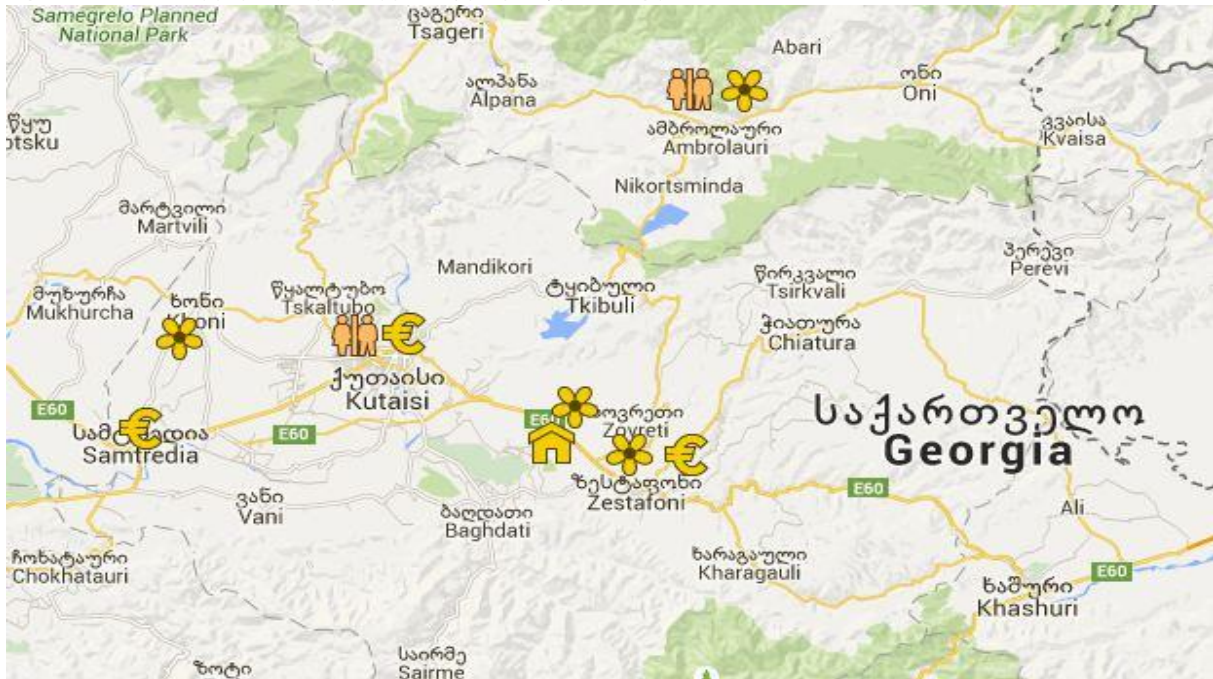 Samegrelo Planned
National Park
ცაგერი
Tsageri
Abari
ალპანა
Alpana
ონი
Oni
ამბროლაური
Ambrolauri
კვაისა
Kvaisa
წყუ
otsku
Nikortsminda
მარტვილი
Martvili
Mandikori
პერევი
Perevi
წირკვალი
Tsirkvali
მუხურჩა
Mukhurcha
ხონი
Khoni
წყალტუბო
Tskaltubo
ტყიბული
Tkibuli
ჭიათურა
Chiatura
ქუთაისი
Kutaisi
E60
E60
E60
Zovreti
საქართველო
Georgia
Samtredia
ზესტაფონი
Zestafoni
E60
ვანი
Vani
ბაღდათი
Baghdati
Ali
ჩოხატაური
Chokhatauri
ხარაგაული
Kharagauli
E60
ხაშური
Khashuri
ზოტი
საირმე
Sairme